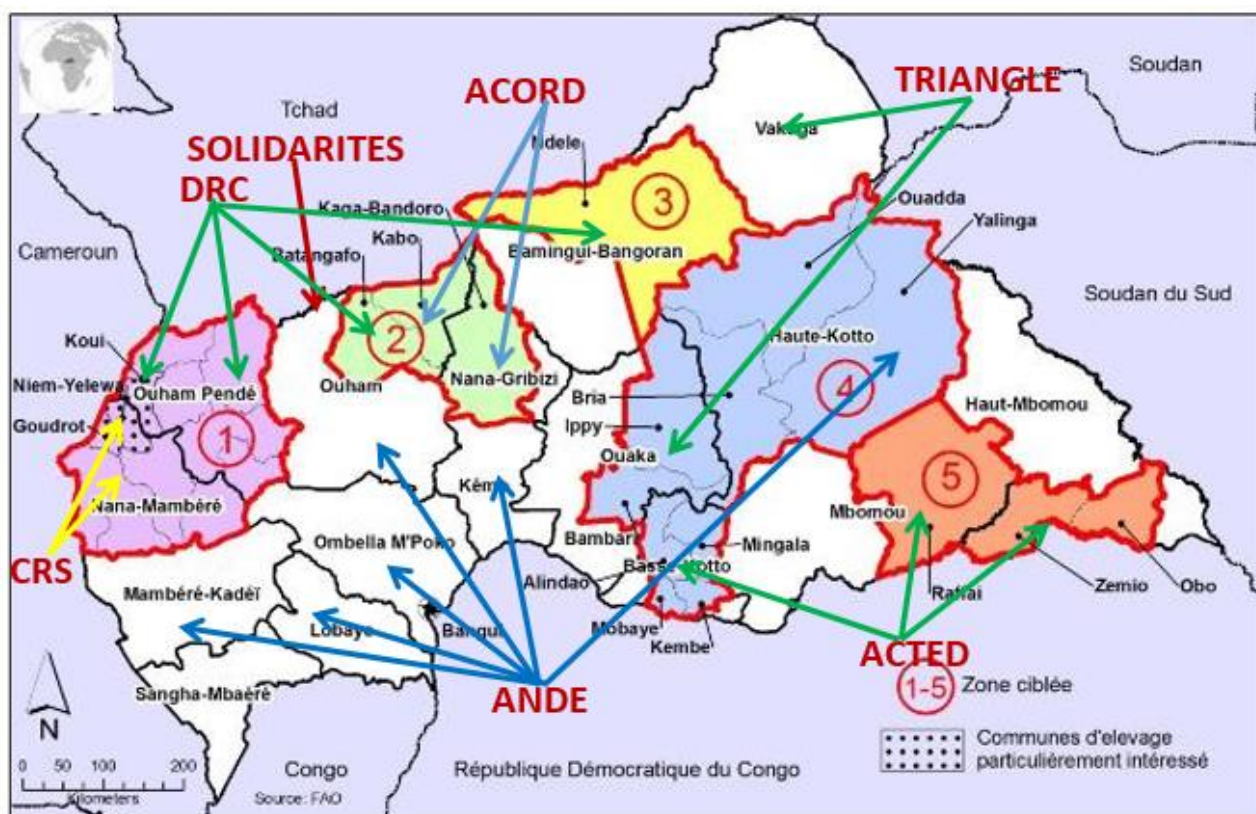 Soudan
TRIANGLE
ACORD
Tchad
Vakaga
Ndele
SOLIDARITES
DRC
Kaga-Bandoro
3
Ouadda
Yalinga
Kabo
Bamingui-Bangoran
Cameroun
Batangafo
Soudan du Sud
2
Haute-Kotto
Koui
Niem-Yelewa
Ouham Pendé
Ouham
Nana-Gribizi
4
Bria
Haut-Mbomou
Goudrot
1
Ippy
Ouaka
5
Nana-Mambéré
Mbomou
Bambari
Mingala
Ombella M'Poko
CRS
Alindao
Basse-Kotto
Zemio
Obo
Mambéré-Kadéï
Rafai
Lobaye
Bangui
Mobaye
Kembe
ACTED
Sangha-Mbaéré
ANDE
1-5
Zone ciblée
N
Communes d'elevage
particulièrement intéressé
0 50 100 200
Kilometers
Congo
République Démocratique du Congo
Source: FAO